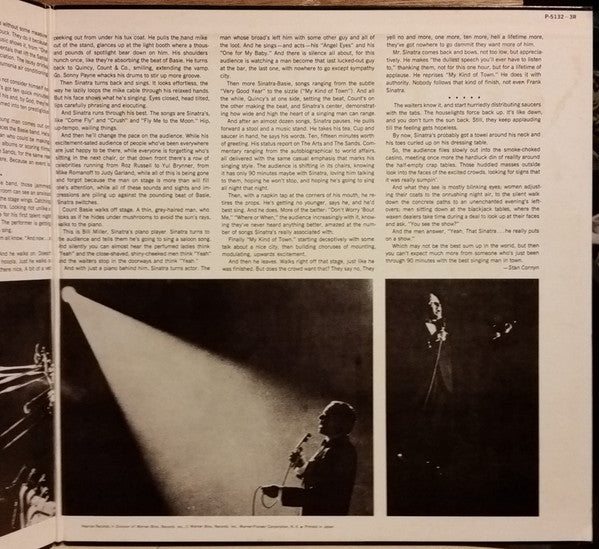 P-5132-3R
peeking out from under his tux coat. He pulls the hand mike
out of the stand, glances up at the light booth where a thous-
and pounds of spotlight bear down on him. His shoulders
hunch once, like they're absorbing the beat of Basie. He turns
back to Quincy, Count & Co., smiling, extending the vamp.
Go. Sonny Payne whacks his drums to stir up more groove.
Then Sinatra turns back and sings. It looks effortless, the
way he lazily loops the mike cable through his relaxed hands.
But his face shows what he's singing. Eyes closed, head tilted,
lips carefully phrasing and elocuting.
And Sinatra runs through his best. The songs are Sinatra's,
like "Come Fly" and "Crush" and "Fly Me to the Moon." Hip,
up-tempo, wailing things.
And then he'll change the pace on the audience. While his
excitement-sated audience of people who've been everywhere
are just happy to be there, while everyone is forgetting who's
sitting in the next chair, or that down front there's a row of
celebrities running from Roz Russell to Yul Brynner, from
Mike Romanoff to Judy Garland, while all of this is being gone
and forgot because the man on stage is more than will fill
one's attention, while all of these sounds and sights and im-
pressions are piling up against the pounding beat of Basie,
Sinatra switches.
Count Basie walks off stage. A thin, grey-haired man, who
looks as if he hides under mushrooms to avoid the sun's rays,
walks to the piano.
This is Bill Miller, Sinatra's piano player. Sinatra turns to
the audience and tells them he's going to sing a saloon song.
And silently you can almost hear the perfumed ladies think
"Yeah" and the close-shaved, shiny-cheeked men think "Yeah"
and the waiters stop in the doorways and think "Yeah."
And with just a piano behind him, Sinatra turns actor. The
man whose broad's left him with some other guy and all of
the loot. And he sings—and acts—his "Angel Eyes" and his
"One for My Baby." And there is silence all about, for this
audience is watching a man become that last lucked-out guy
at the bar, the last one, with nowhere to go except sympathy
city.
Then more Sinatra-Basie, songs ranging from the subtle
"Very Good Year" to the sizzle ("My Kind of Town"). And all
the while, Quincy's at one side, setting the beat, Count's on
the other making the beat, and Sinatra's center, demonstrat-
ing how wide and high the heart of a singing man can range.
And after an almost dozen songs, Sinatra pauses. He pulls
forward a stool and a music stand. He takes his tea. Cup and
saucer in hand, he says his words. Ten, fifteen minutes worth
of greeting. His status report on The Arts and The Sands. Com-
mentary ranging from the subbiographical to world affairs,
all delivered with the same casual emphasis that marks his
singing style. The audience is shifting in its chairs, knowing
it has only 90 minutes maybe with Sinatra, loving him talking
to them, hoping he won't stop, and hoping he's going to sing
all night that night.
Then, with a napkin tap at the corners of his mouth, he re-
tires the props. He's getting no younger, says he, and he'd
best sing. And he does. More of the better: "Don't Worry 'Bout
Me," "Where or When," the audience increasingly with it, know-
ing they've never heard anything better, amazed at the num-
ber of songs Sinatra's really associated with.
Finally "My Kind of Town," starting deceptively with some
talk about a nice city, then building choruses of mounting,
modulating, upwards excitement.
And then he leaves. Walks right off that stage, just like he
was finished. But does the crowd want that? They say no. They
yell no and more, one more, ten more, hell a lifetime more,
they've got nowhere to go dammit they want more of him.
Mr. Sinatra comes back and bows, not too low, but apprecia-
tively. He makes "the dullest speech you'll ever have to listen
to," thanking them, not for this one hour, but for a lifetime of
applause. He reprises "My Kind of Town." He does it with
authority. Nobody follows that kind of finish, not even Frank
Sinatra.
• • • • •
The waiters know it, and start hurriedly distributing saucers
with the tabs. The houselights force back up. It's like dawn,
and you don't turn the sun back. Still, they keep applauding
till the feeling gets hopeless.
By now, Sinatra's probably got a towel around his neck and
his toes curled up on his dressing table.
So, the audience files slowly out into the smoke-choked
casino, meeting once more the hardluck din of reality around
the half-empty crap tables. Those huddled masses outside
look into the faces of the excited crowds, looking for signs that
it was really sumpin'.
And what they see is mostly blinking eyes; women adjust-
ing their coats to the onrushing night air, to the silent walk
down the concrete paths to an unenchanted evening's left-
overs; men sitting down at the blackjack tables, where the
waxen dealers take time during a deal to look up at their faces
and ask, "You see the show?"
And the men answer, "Yeah. That Sinatra... he really puts
on a show."
Which may not be the best sum up in the world, but then
you can't expect much more from someone who's just been
through 90 minutes with the best singing man in town.
—Stan Cornyn